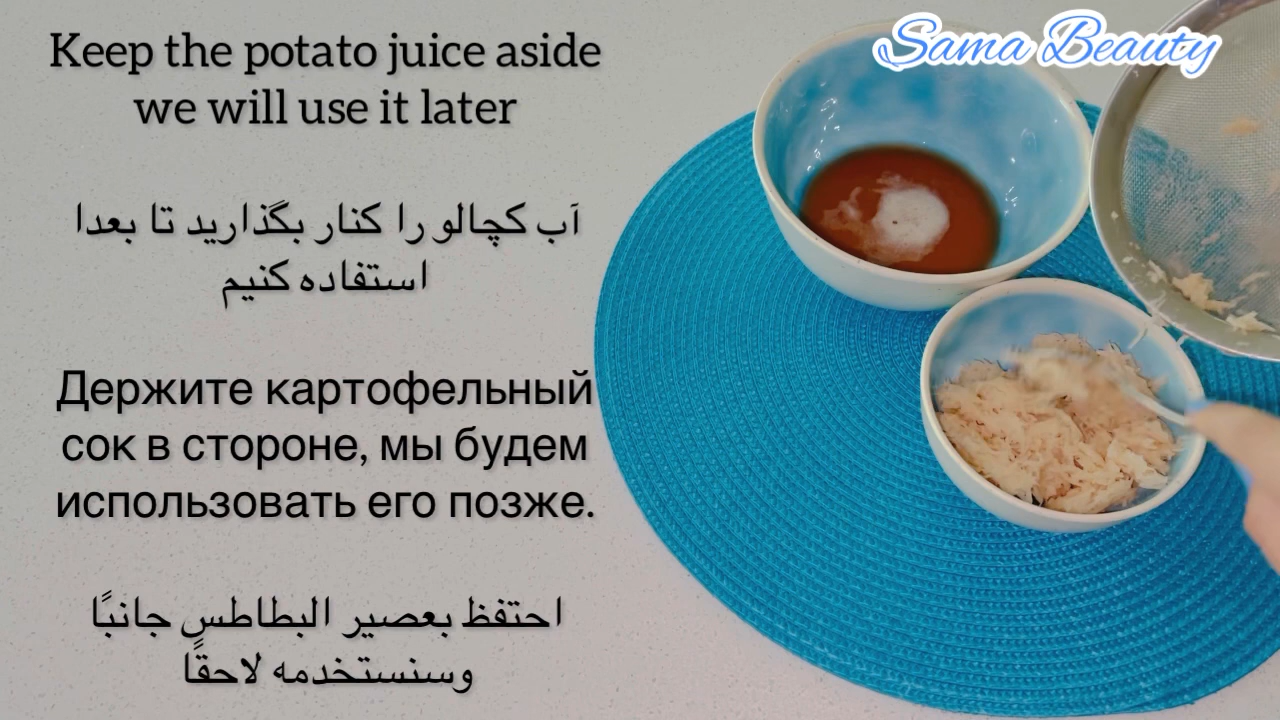 Sama Beauty
Keep the potato juice aside
we will use it later
آب کچالو را کنار بگذارید تا بعدا
استفاده کنیم
Держите картофельный
сок в стороне, мы будем
использовать его позже.
احتفظ بعصير البطاطس جانبًا
وسنستخدمه لاحقًا